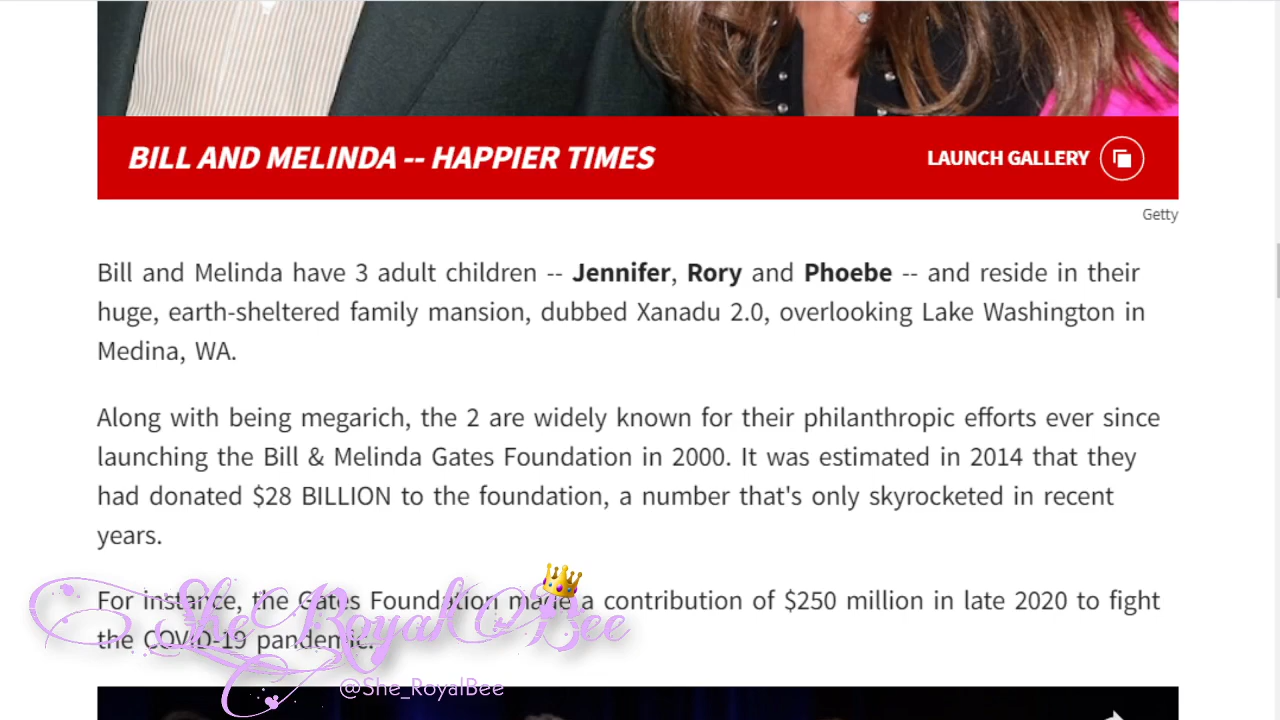 BILL AND MELINDA -- HAPPIER TIMES
LAUNCH GALLERY
Getty
Bill and Melinda have 3 adult children -- Jennifer, Rory and Phoebe -- and reside in their
huge, earth-sheltered family mansion, dubbed Xanadu 2.0, overlooking Lake Washington in
Medina, WA.
Along with being megarich, the 2 are widely known for their philanthropic efforts ever since
launching the Bill & Melinda Gates Foundation in 2000. It was estimated in 2014 that they
had donated $28 BILLION to the foundation, a number that's only skyrocketed in recent
years.
For instance, the Gates Foundation made a contribution of $250 million in late 2020 to fight
the COVID-19 pandemic.
SheRoyalBee
@She_RoyalBee